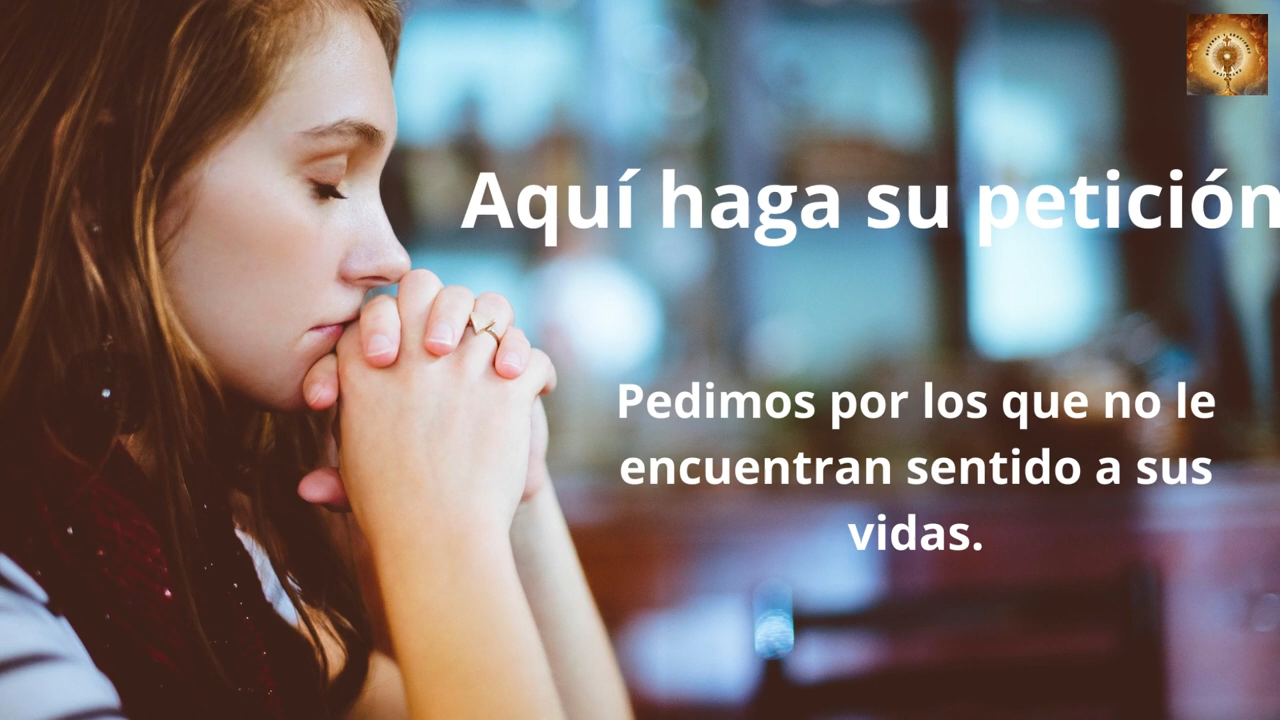 Aquí haga su petición
Pedimos por los que no le
encuentran sentido a sus
vidas.